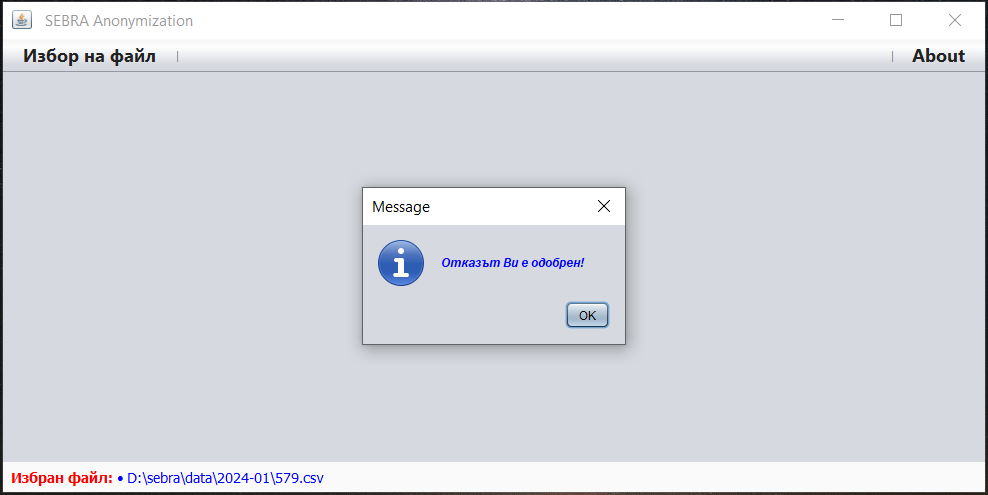 SEBRA Anonymization
Избор на файл
About
Message
Отказът Ви е одобрен!
OK
Избран файл: • D:\sebra\data\2024-01\579.csv